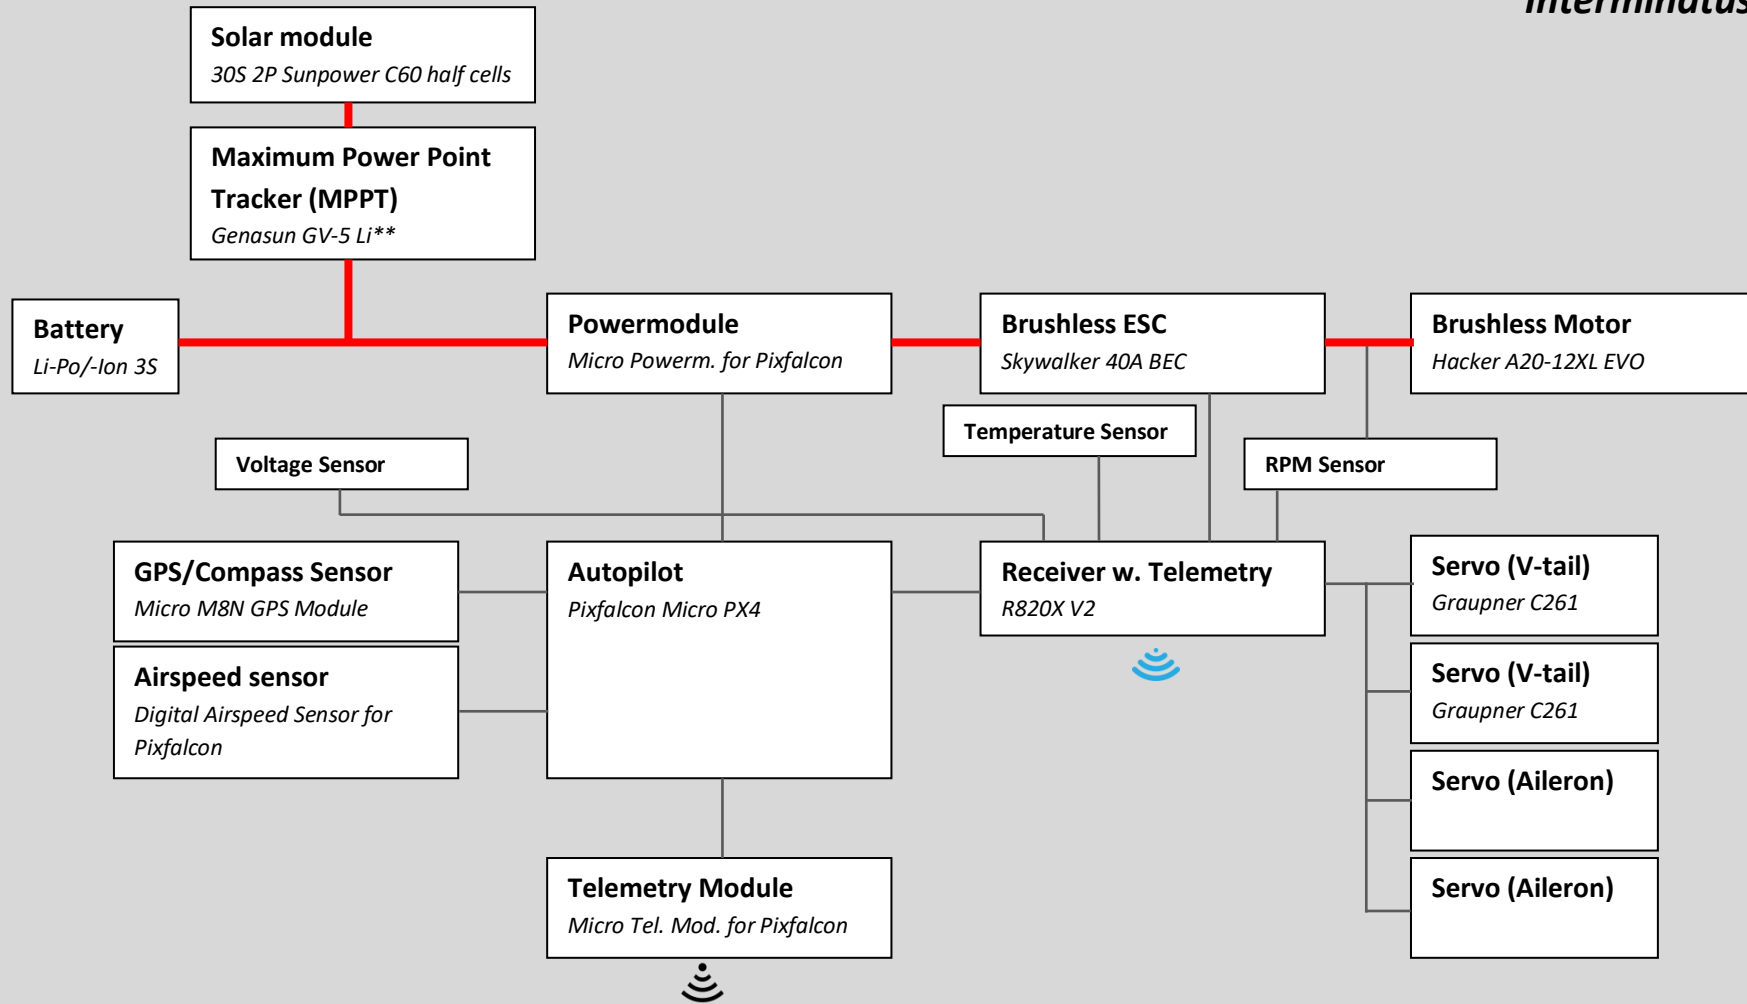 Interminatus
Solar module
30S 2P Sunpower C60 half cells
Maximum Power Point
Tracker (MPPT)
Genasun GV-5 Li**
Battery
Li-Po/-Ion 3S
Powermodule
Micro Powerm. for Pixfalcon
Brushless ESC
Skywalker 40A BEC
Brushless Motor
Hacker A20-12XL EVO
Temperature Sensor
Voltage Sensor
RPM Sensor
GPS/Compass Sensor
Micro M8N GPS Module
Autopilot
Pixfalcon Micro PX4
Receiver w. Telemetry
R820X V2
Servo (V-tail)
Graupner C261
Airspeed sensor
Digital Airspeed Sensor for
Pixfalcon
Servo (V-tail)
Graupner C261
Servo (Aileron)
Servo (Aileron)
Telemetry Module
Micro Tel. Mod. for Pixfalcon